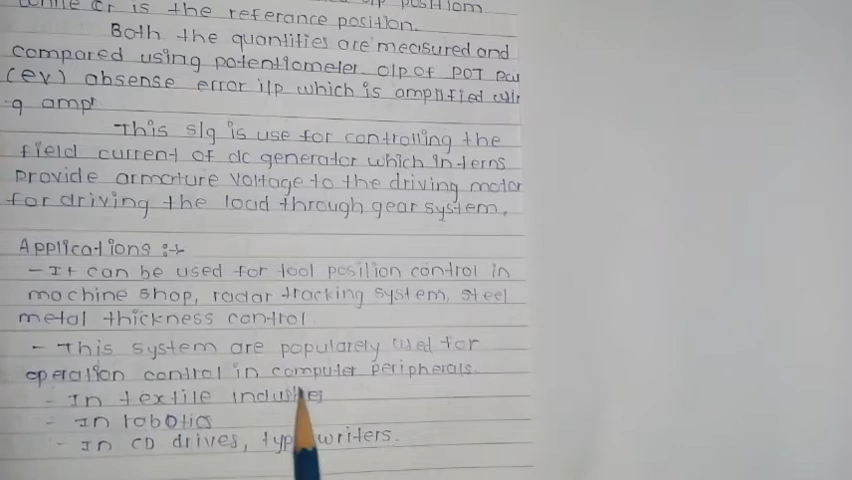 while cr is the referance position.
Both the quantities are measured and
compared using potentiometer. o/p of POT
(ev) absense error i/p which is amplified
q amp
This s/g is use for controlling the
field current of dc generator which interns
provide armature voltage to the driving motor
for driving the load through gear system.
Applications :-
- It can be used for tool position control in
machine shop, radar tracking system, steel
metal thickness control.
- This system are popularely used for
operation control in computer peripherals.
- In textile
- In robotics
- In CD drives, type writers.